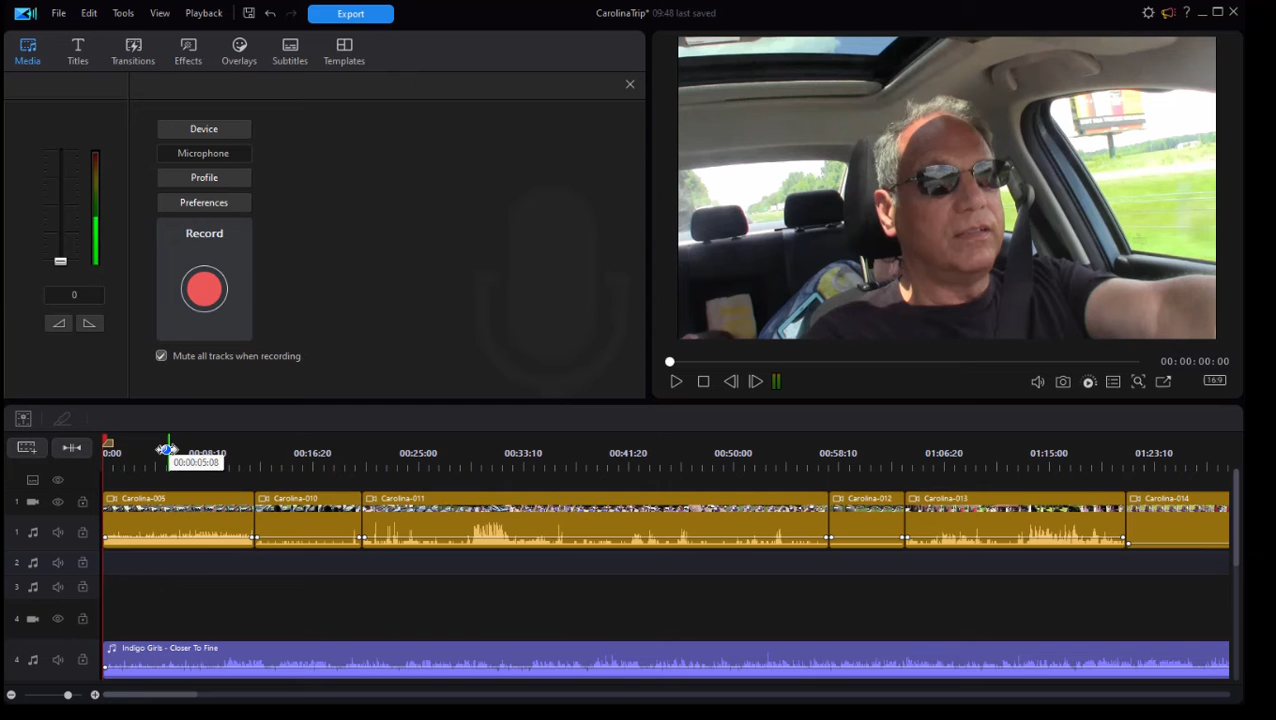 File Edit Tools View Playback Export CarolinaTrip* 09:48 last saved ?
Media Titles Transitions Effects Overlays Subtitles Templates
Device
Microphone
Profile
Preferences
Record
0
Mute all tracks when recording
00:00:00:00
16:9
0:00 00:08:10 00:16:20 00:25:00 00:33:10 00:41:20 00:50:00 00:58:10 01:06:20 01:15:00 01:23:10
00:00:05:08
1 Carolina-005 Carolina-010 Carolina-011 Carolina-012 Carolina-013 Carolina-014
1
2
3
4
4 Indigo Girls - Closer To Fine